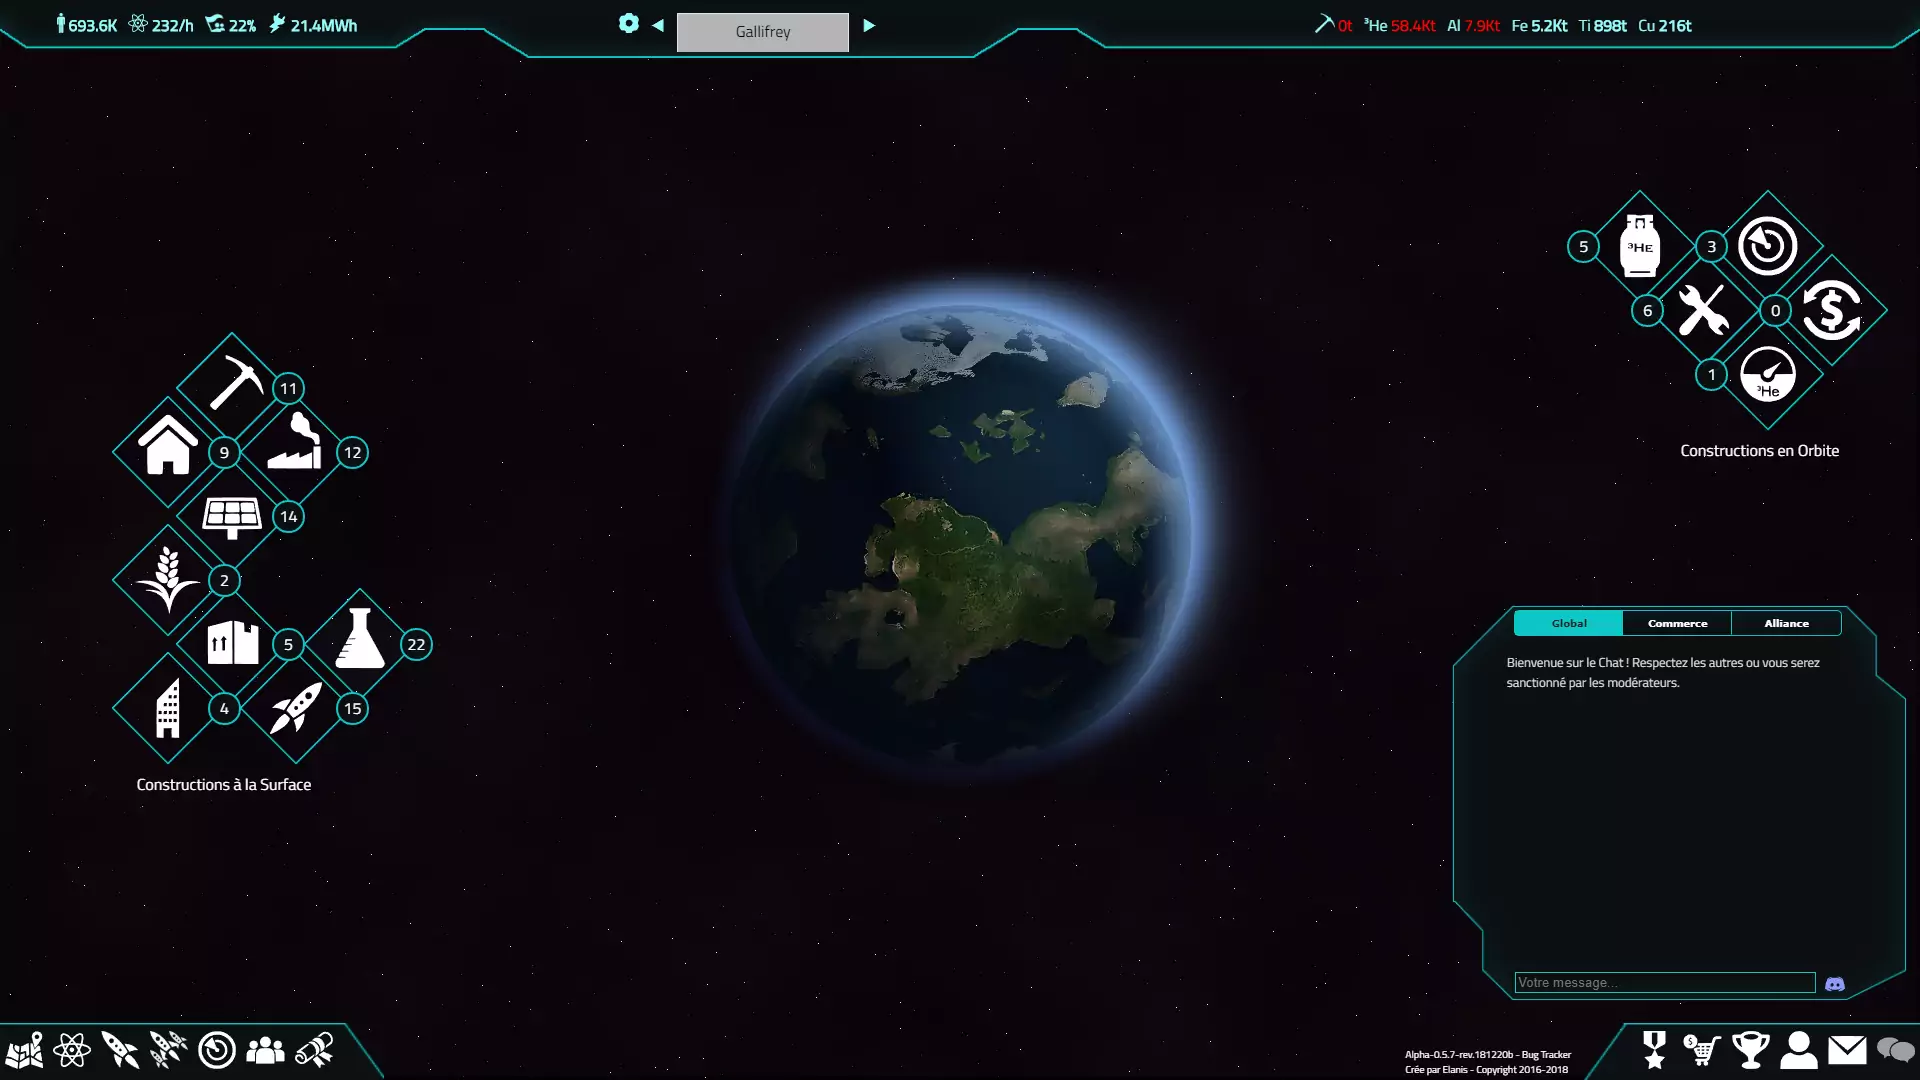 693.6K 232/h 22% 21.4MWh
Gallifrey
0t ³He 58.4Kt Al 7.9Kt Fe 5.2Kt Ti 898t Cu 216t
5 ³HE 3
6 0 $
1 ³He
Constructions en Orbite
11
9 12
14
2
5 22
4 15
Constructions à la Surface
Global Commerce Alliance
Bienvenue sur le Chat ! Respectez les autres ou vous serez
sanctionné par les modérateurs.
Votre message...
Alpha-0.5.7-rev.181220b - Bug Tracker
Crée par Elanis - Copyright 2016-2018
$